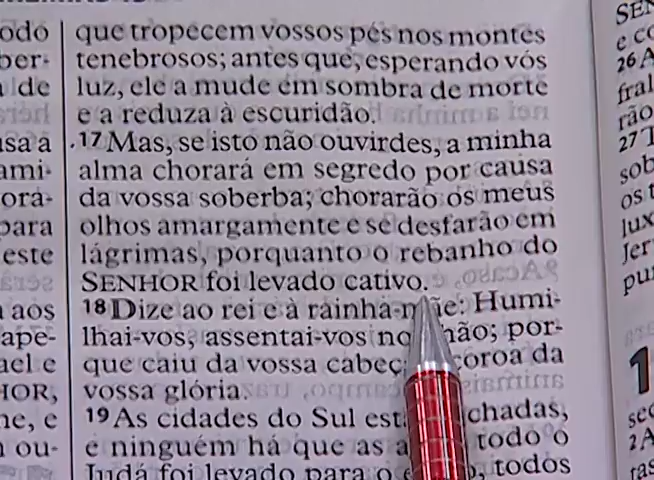 que tropecem vossos pés nos montes
tenebrosos; antes que, esperando vós
luz, ele a mude em sombra de morte
e a reduza à escuridão.
17 Mas, se isto não ouvirdes, a minha
alma chorará em segredo por causa
da vossa soberba; chorarão os meus
olhos amargamente e se desfarão em
lágrimas, porquanto o rebanho do
SENHOR foi levado cativo.
18 Dize ao rei e à rainha-mãe: Humi-
lhai-vos, assentai-vos no chão; por-
que caiu da vossa cabeça a coroa da
vossa glória.
19 As cidades do Sul estão fechadas,
e ninguém há que as a todo o
Judá foi levado para o todos